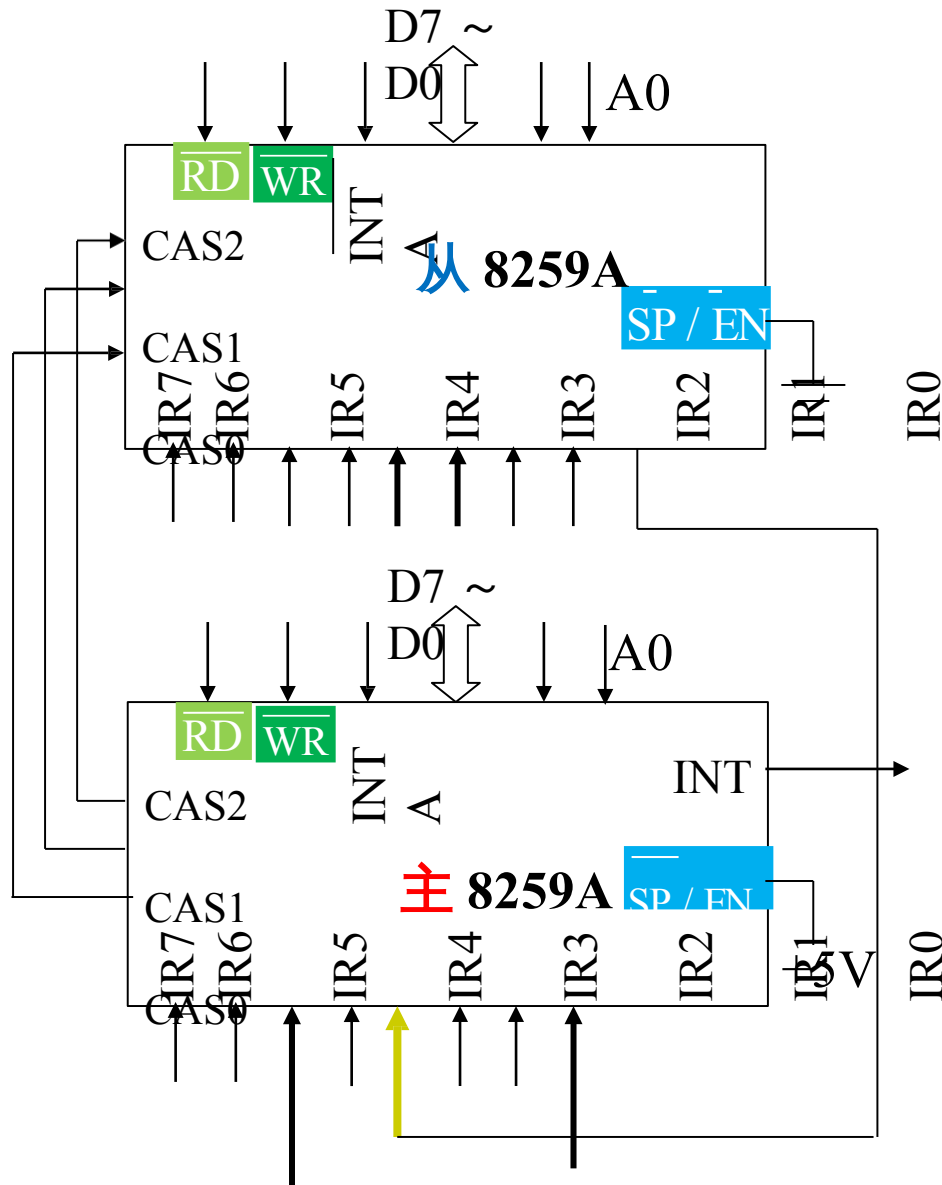 D7 ~
D0
A0
RD
WR
INT
A
CAS2
从 8259A
SP / EN
CAS1
IR7
IR6
IR5
IR4
IR3
IR2
IR1
IR0
CAS0
D7 ~
D0
A0
RD
WR
INT
A
INT
CAS2
主 8259A
SP / EN
CAS1
IR7
IR6
IR5
IR4
IR3
IR2
IR1
5V
IR0
CAS0